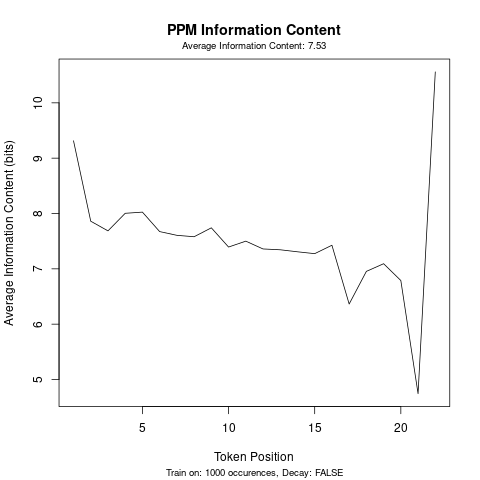 PPM Information Content
Average Information Content: 7.53
Average Information Content (bits)
10
9
8
7
6
5
5
10
15
20
Token Position
Train on: 1000 occurences, Decay: FALSE